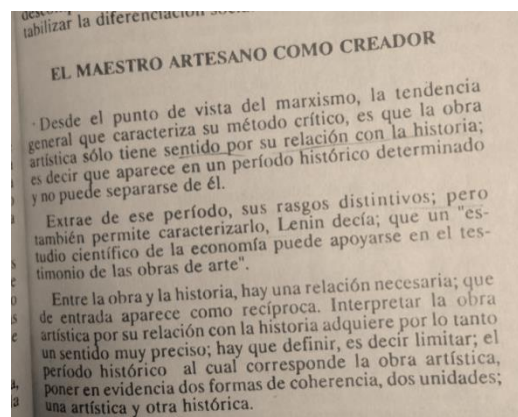 tabilizar la diferenciación
EL MAESTRO ARTESANO COMO CREADOR
Desde el punto de vista del marxismo, la tendencia
general que caracteriza su método crítico, es que la obra
artística sólo tiene sentido por su relación con la historia;
es decir que aparece en un período histórico determinado
y no puede separarse de él.
Extrae de ese período, sus rasgos distintivos; pero
también permite caracterizarlo, Lenin decía; que un "es-
tudio científico de la economía puede apoyarse en el tes-
timonio de las obras de arte".
Entre la obra y la historia, hay una relación necesaria; que
de entrada aparece como recíproca. Interpretar la obra
artística por su relación con la historia adquiere por lo tanto
un sentido muy preciso; hay que definir, es decir limitar; el
período histórico al cual corresponde la obra artística,
poner en evidencia dos formas de coherencia, dos unidades;
una artística y otra histórica.